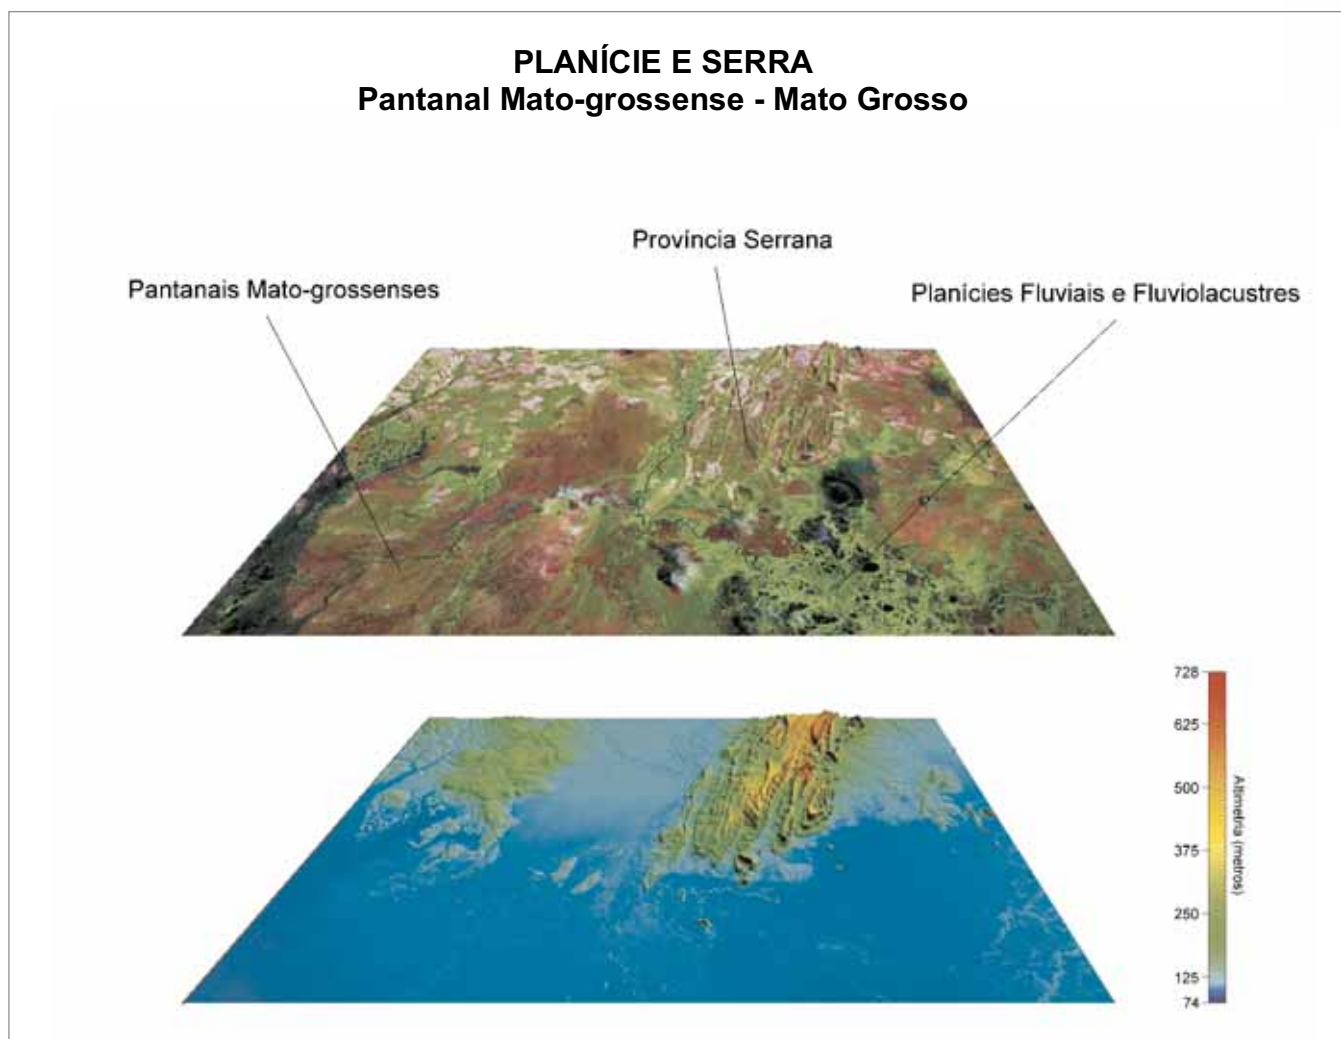 PLANÍCIE E SERRA
Pantanal Mato-grossense - Mato Grosso
Província Serrana
Pantanais Mato-grossenses
Planícies Fluviais e Fluviolacustres
728
625
500
375
250
125
74
Altimetria (metros)